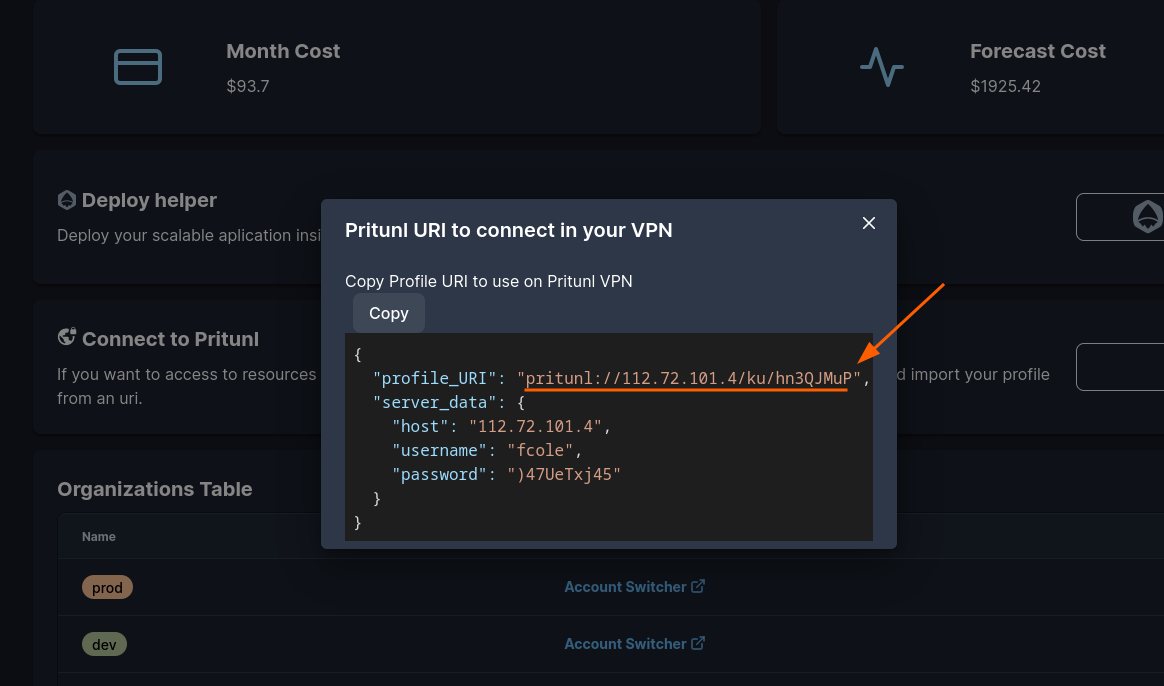 Month Cost
$93.7
Forecast Cost
$1925.42
Deploy helper
Deploy your scalable aplication insi
Pritunl URI to connect in your VPN
Copy Profile URI to use on Pritunl VPN
Copy
{
"profile_URI": "pritunl://112.72.101.4/ku/hn3QJMuP",
"server_data": {
"host": "112.72.101.4",
"username": "fcole",
"password": ")47UeTxj45"
}
}
Connect to Pritunl
If you want to access to resources
d import your profile
from an uri.
Organizations Table
Name
prod
Account Switcher
dev
Account Switcher